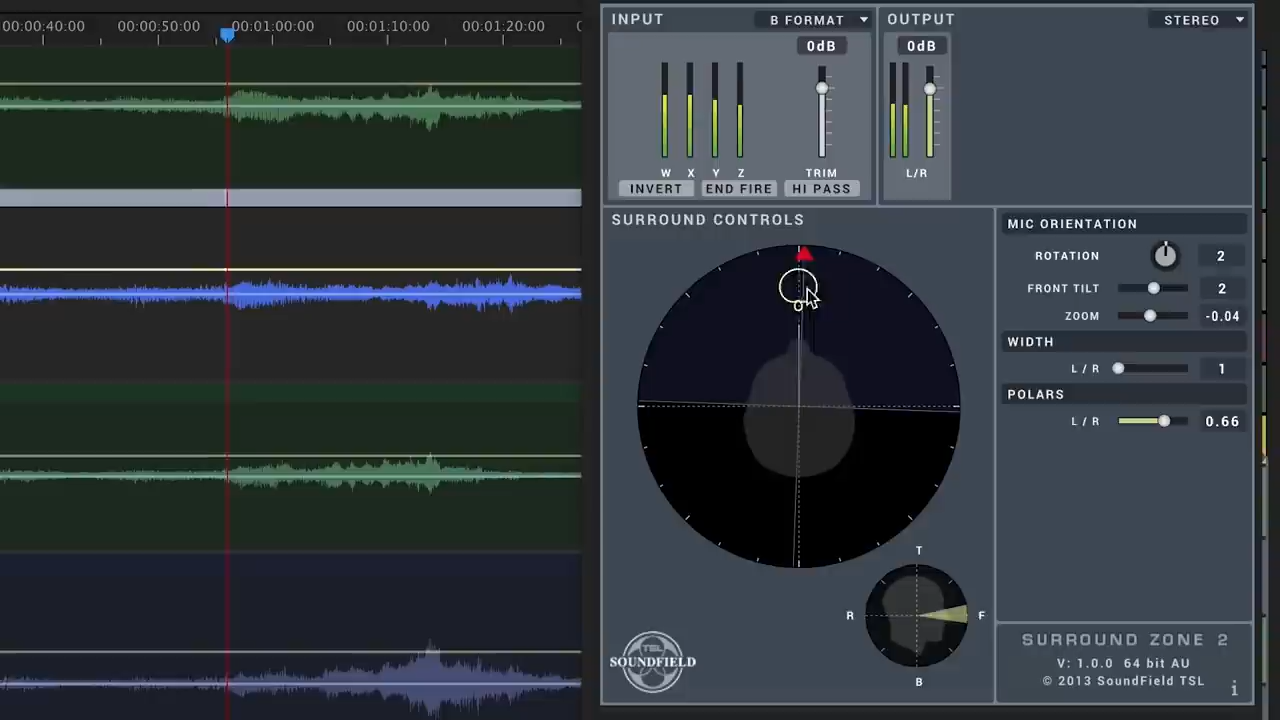 00:00:40:00 00:00:50:00 00:01:00:00 00:01:10:00 00:01:20:00
INPUT
B FORMAT
0dB
W X Y Z
TRIM
INVERT END FIRE HI PASS
OUTPUT
STEREO
0dB
L/R
SURROUND CONTROLS
MIC ORIENTATION
ROTATION 2
FRONT TILT 2
ZOOM -0.04
WIDTH
L / R 1
POLARS
L / R 0.66
T
R F
B
TSL
SOUNDFIELD
SURROUND ZONE 2
V: 1.0.0 64 bit AU
© 2013 SoundField TSL
i